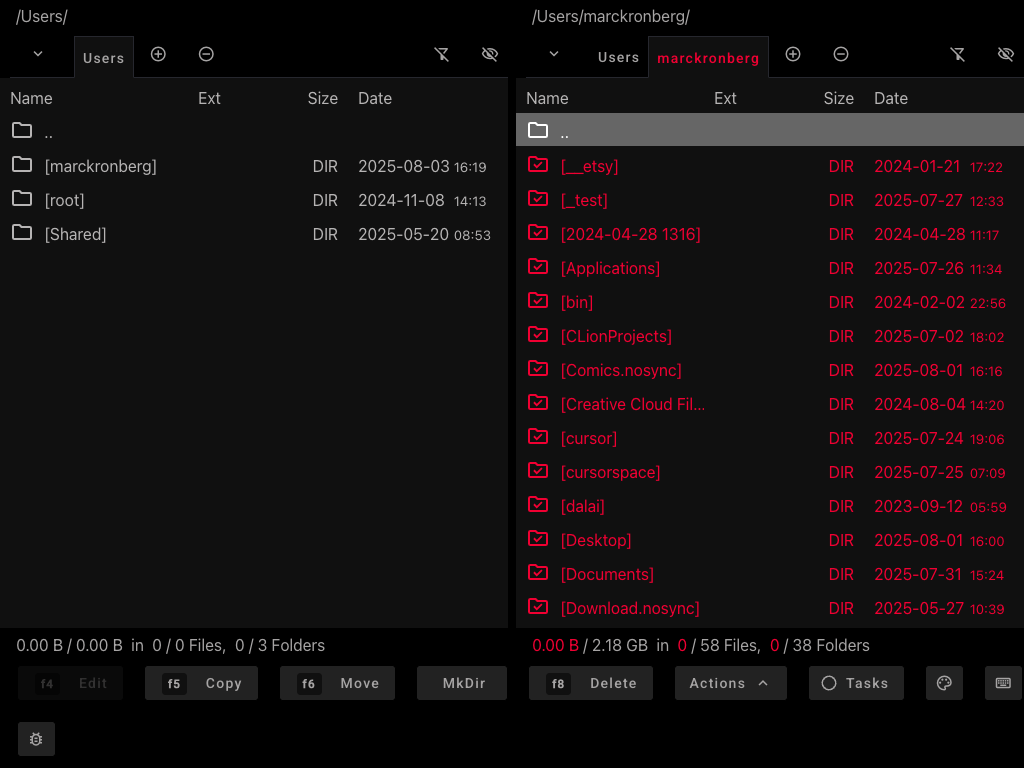 /Users/
Users
Name Ext Size Date
..
[marckronberg] DIR 2025-08-03 16:19
[root] DIR 2024-11-08 14:13
[Shared] DIR 2025-05-20 08:53
0.00 B / 0.00 B in 0 / 0 Files, 0 / 3 Folders
/Users/marckronberg/
Users marckronberg
Name Ext Size Date
..
[__etsy] DIR 2024-01-21 17:22
[_test] DIR 2025-07-27 12:33
[2024-04-28 1316] DIR 2024-04-28 11:17
[Applications] DIR 2025-07-26 11:34
[bin] DIR 2024-02-02 22:56
[CLionProjects] DIR 2025-07-02 18:02
[Comics.nosync] DIR 2025-08-01 16:16
[Creative Cloud Fil... DIR 2024-08-04 14:20
[cursor] DIR 2025-07-24 19:06
[cursorspace] DIR 2025-07-25 07:09
[dalai] DIR 2023-09-12 05:59
[Desktop] DIR 2025-08-01 16:00
[Documents] DIR 2025-07-31 15:24
[Download.nosync] DIR 2025-05-27 10:39
0.00 B / 2.18 GB in 0 / 58 Files, 0 / 38 Folders
f4 Edit f5 Copy f6 Move MkDir f8 Delete Actions Tasks